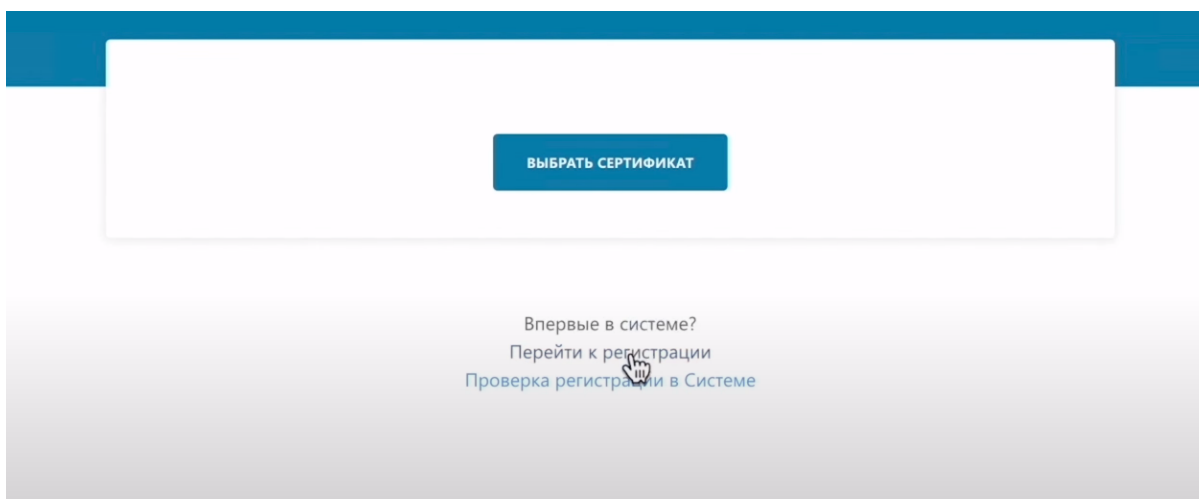 ВЫБРАТЬ СЕРТИФИКАТ
Впервые в системе?
Перейти к регистрации
Проверка регистрации в Системе